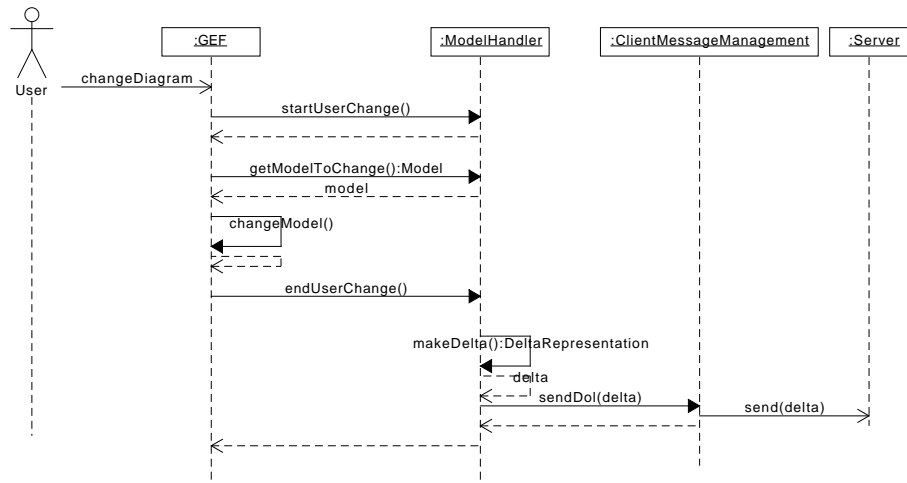 :GEF
:ModelHandler
:ClientMessageManagement
:Server
User
changeDiagram
startUserChange()
getModelToChange():Model
model
changeModel()
endUserChange()
makeDelta():DeltaRepresentation
delta
sendDol(delta)
send(delta)